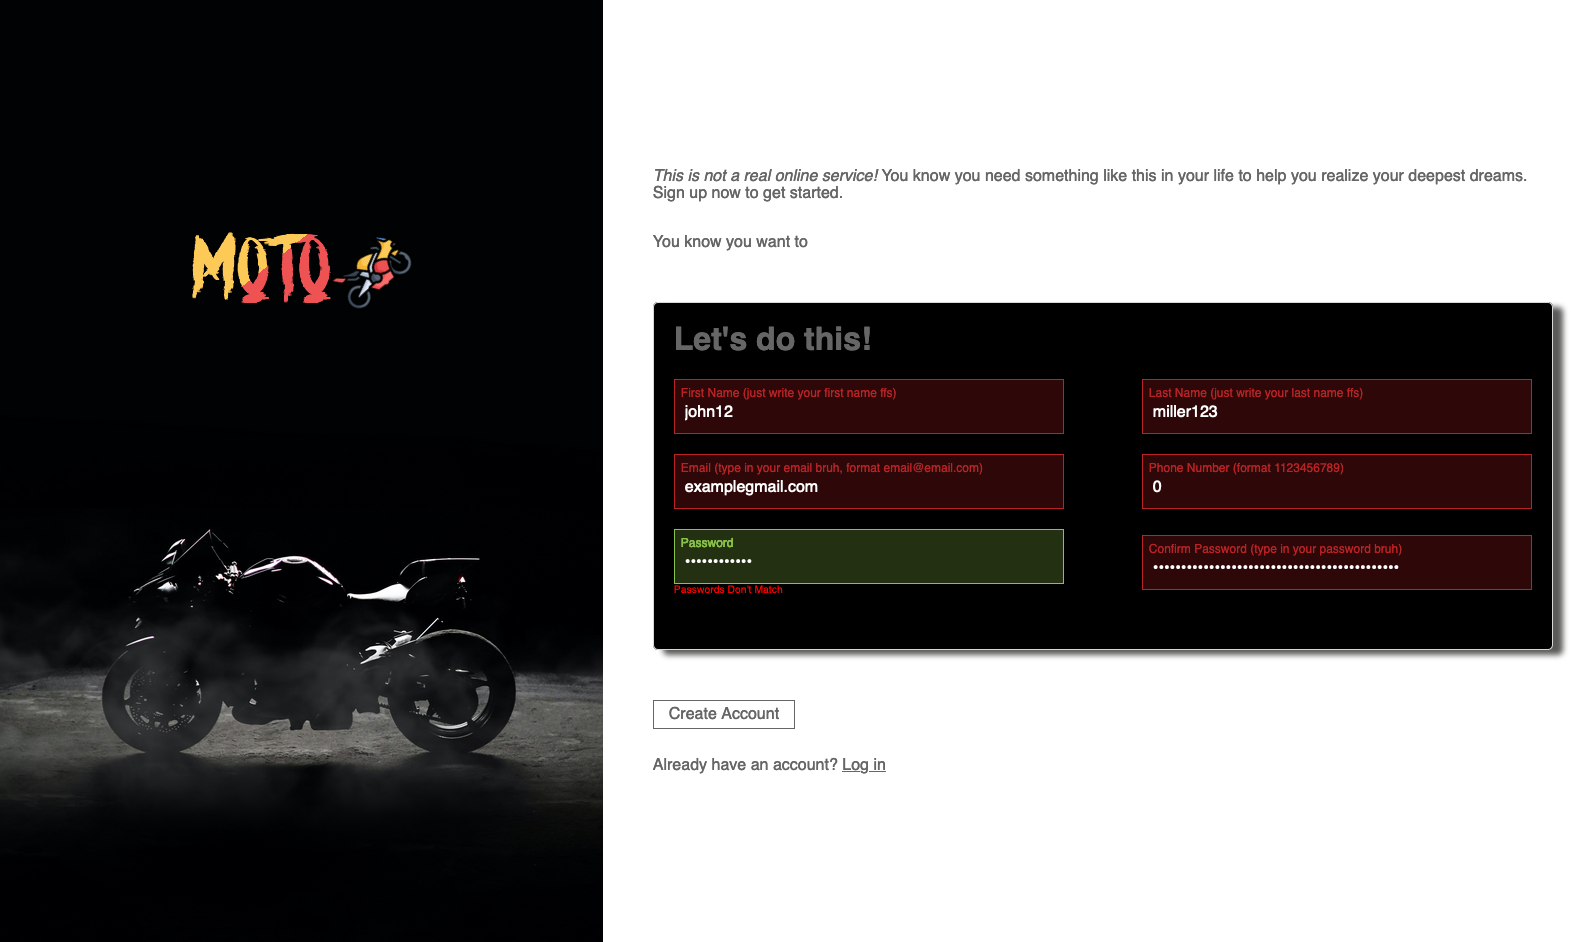 MOTO
This is not a real online service! You know you need something like this in your life to help you realize your deepest dreams.
Sign up now to get started.
You know you want to
Let's do this!
First Name (just write your first name ffs)
john12
Last Name (just write your last name ffs)
miller123
Email (type in your email bruh, format email@email.com)
examplegmail.com
Phone Number (format 1123456789)
0
Password
••••••••••••
Passwords Don't Match
Confirm Password (type in your password bruh)
••••••••••••••••••••••••••••••••••••••••••••
Create Account
Already have an account? Log in